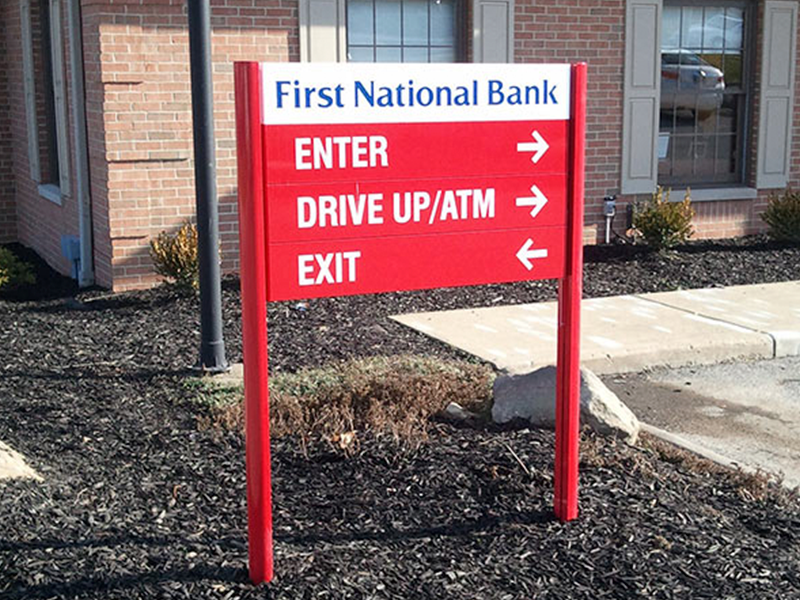 First National Bank
ENTER →
DRIVE UP/ATM →
EXIT ←